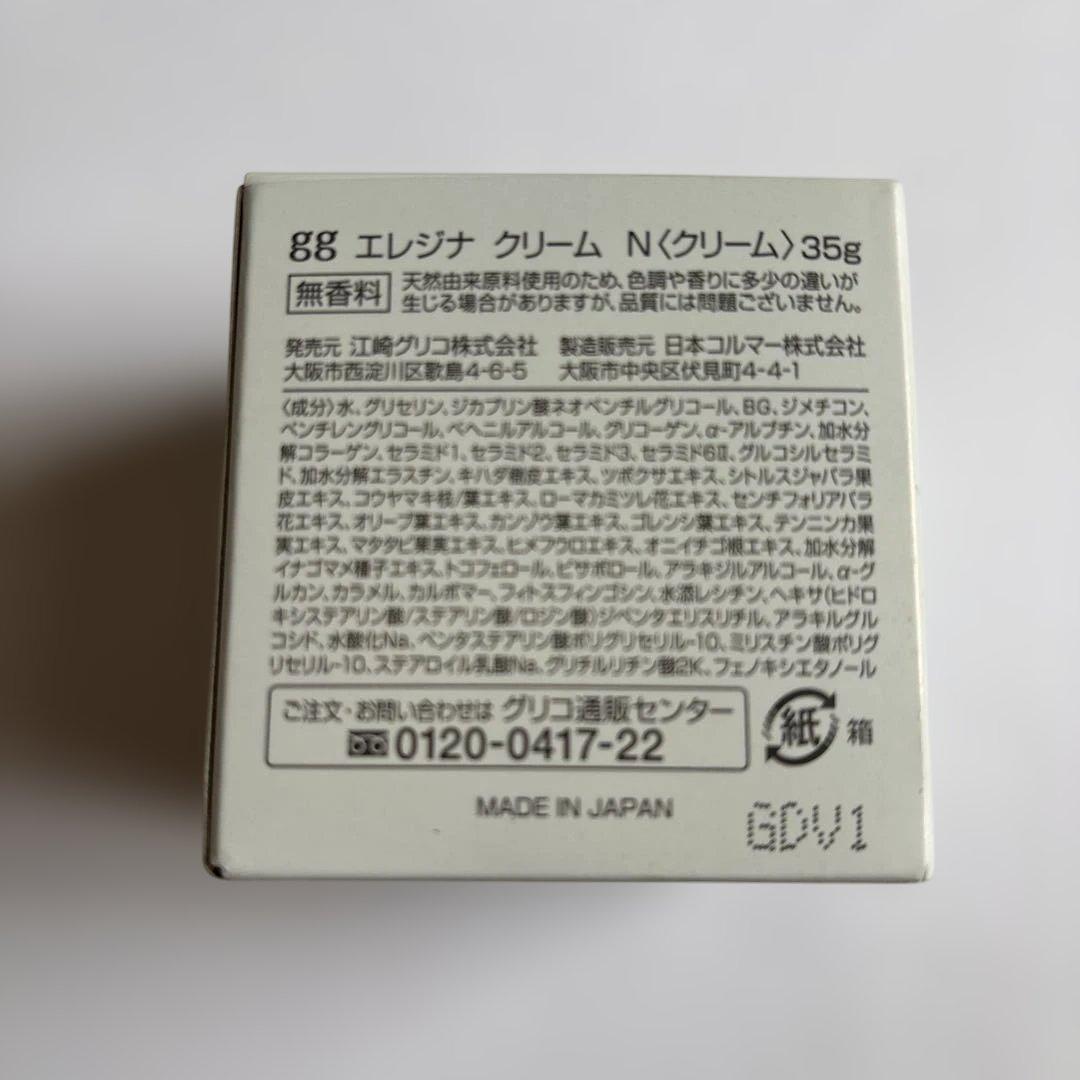 gg エレジナ クリーム N〈クリーム〉35g
無香料 天然由来原料使用のため、色調や香りに多少の違いが
生じる場合がありますが、品質には問題ございません。
発売元 江崎グリコ株式会社 製造販売元 日本コルマー株式会社
大阪市西淀川区歌島4-6-5 大阪市中央区伏見町4-4-1
〈成分〉水、グリセリン、ジカプリン酸ネオペンチルグリコール、BG、ジメチコン、
ペンチレングリコール、ベヘニルアルコール、グリコーゲン、α-アルブチン、加水分
解コラーゲン、セラミド1、セラミド2、セラミド3、セラミド6Ⅱ、グルコシルセラミ
ド、加水分解エラスチン、キハダ樹皮エキス、ツボクサエキス、シトルスジャバラ果
皮エキス、コウヤマキ枝/葉エキス、ローマカミツレ花エキス、センチフォリアバラ
花エキス、オリーブ葉エキス、カンゾウ葉エキス、ゴレンシ葉エキス、テンニンカ果
実エキス、マタタビ果実エキス、ヒメフウロエキス、オニイチゴ根エキス、加水分解
イナゴマメ種子エキス、トコフェロール、ビサボロール、アラキジルアルコール、α-グ
ルカン、カラメル、カルボマー、フィトスフィンゴシン、水添レシチン、ヘキサ(ヒドロ
キシステアリン酸/ステアリン酸/ロジン酸)ジペンタエリスリチル、アラキルグル
コシド、水酸化Na、ペンタステアリン酸ポリグリセリル-10、ミリスチン酸ポリグ
リセリル-10、ステアロイル乳酸Na、グリチルリチン酸2K、フェノキシエタノール
ご注文・お問い合わせは グリコ通販センター
0120-0417-22
紙 箱
MADE IN JAPAN
GDV1